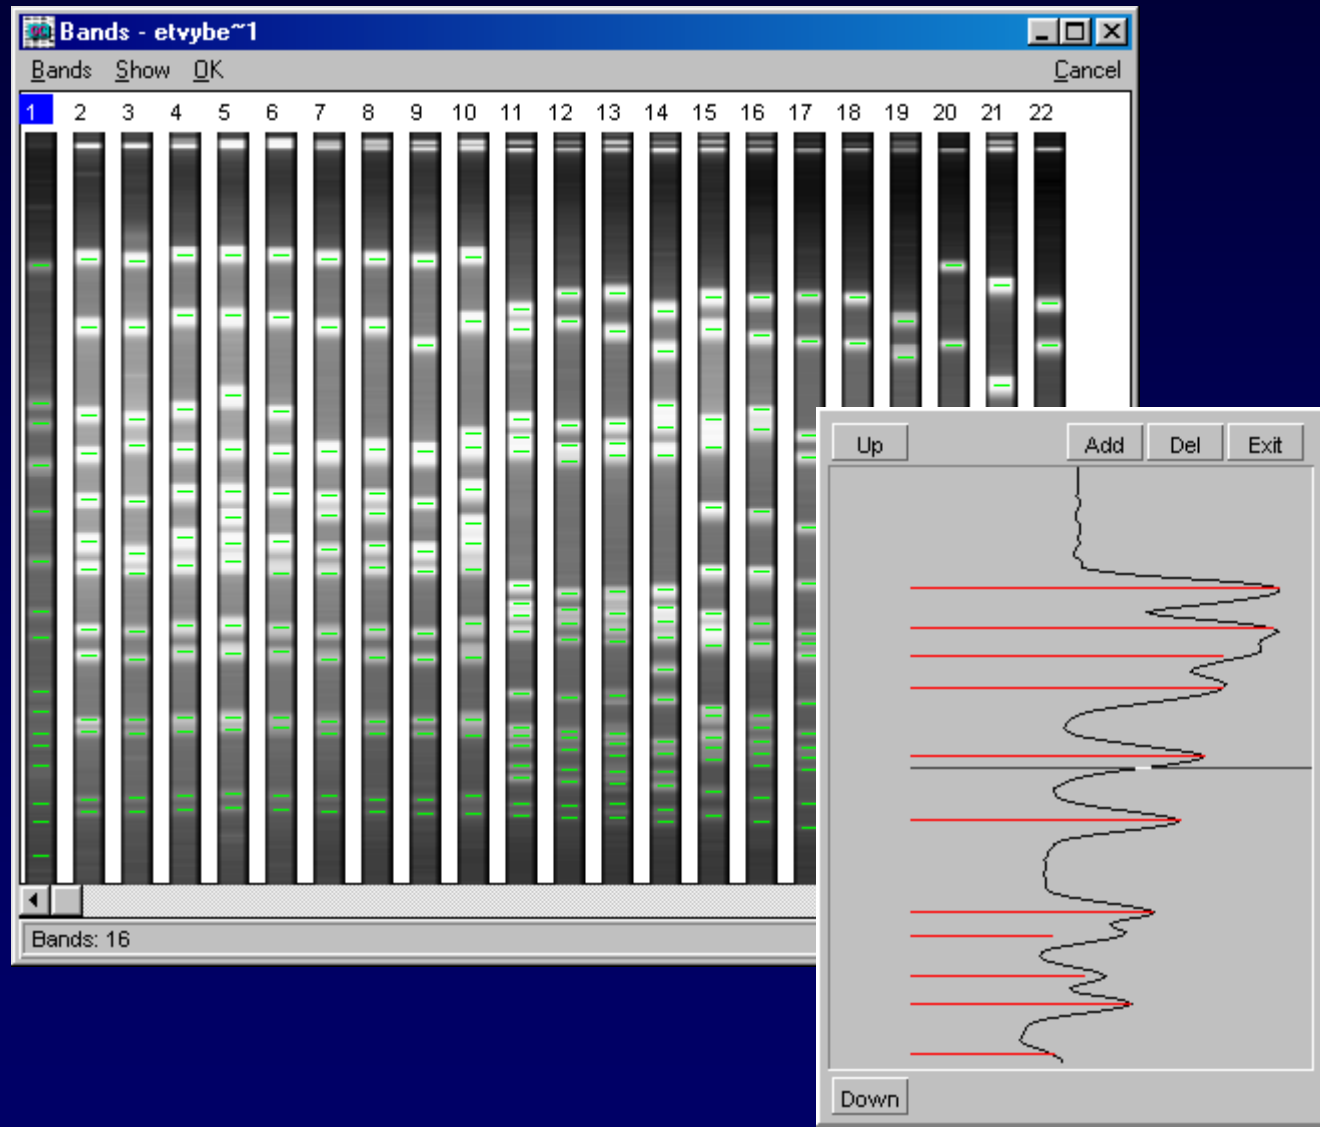 Bands - etvybe~1
Bands Show OK Cancel
1 2 3 4 5 6 7 8 9 10 11 12 13 14 15 16 17 18 19 20 21 22
Up Add Del Exit
Bands: 16
Down